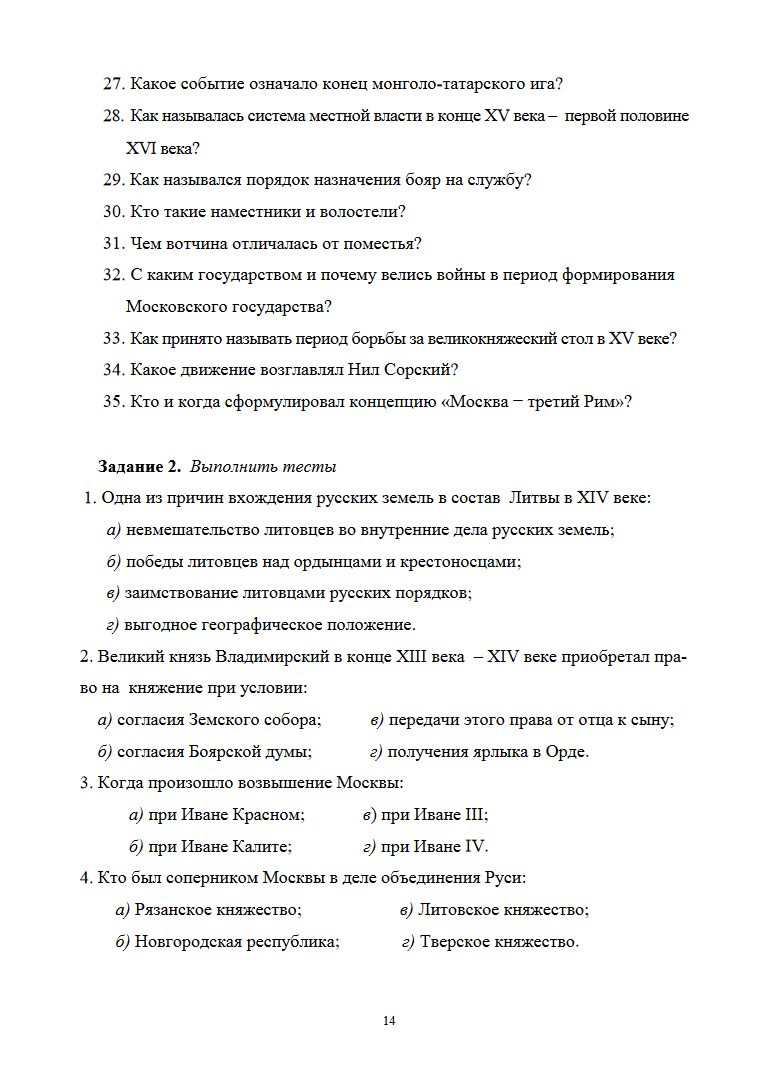 27. Какое событие означало конец монголо-татарского ига?
28. Как называлась система местной власти в конце XV века – первой половине
XVI века?
29. Как назывался порядок назначения бояр на службу?
30. Кто такие наместники и волостели?
31. Чем вотчина отличалась от поместья?
32. С каким государством и почему велись войны в период формирования
Московского государства?
33. Как принято называть период борьбы за великокняжеский стол в XV веке?
34. Какое движение возглавлял Нил Сорский?
35. Кто и когда сформулировал концепцию «Москва − третий Рим»?
Задание 2. Выполнить тесты
1. Одна из причин вхождения русских земель в состав Литвы в XIV веке:
а) невмешательство литовцев во внутренние дела русских земель;
б) победы литовцев над ордынцами и крестоносцами;
в) заимствование литовцами русских порядков;
г) выгодное географическое положение.
2. Великий князь Владимирский в конце XIII века – XIV веке приобретал пра-
во на княжение при условии:
а) согласия Земского собора; в) передачи этого права от отца к сыну;
б) согласия Боярской думы; г) получения ярлыка в Орде.
3. Когда произошло возвышение Москвы:
а) при Иване Красном; в) при Иване III;
б) при Иване Калите; г) при Иване IV.
4. Кто был соперником Москвы в деле объединения Руси:
а) Рязанское княжество; в) Литовское княжество;
б) Новгородская республика; г) Тверское княжество.
14